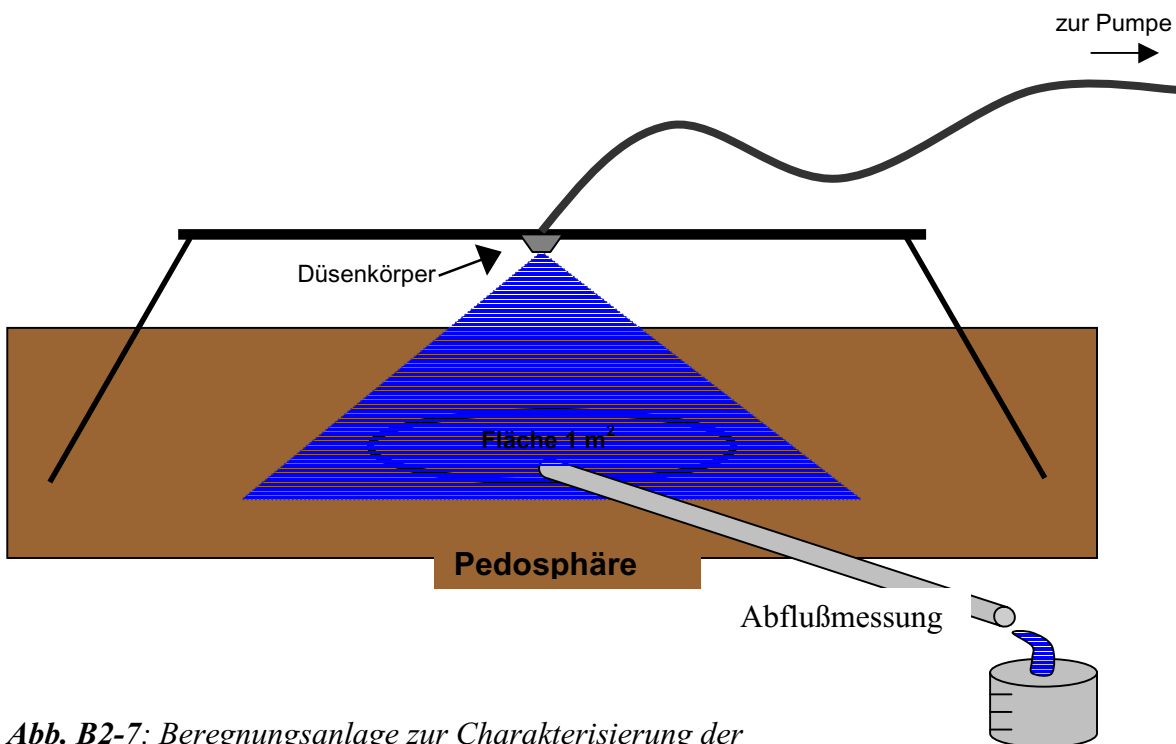 zur Pumpe
Düsenkörper
Fläche 1 m²
Pedosphäre
Abflußmessung
Abb. B2-7: Beregnungsanlage zur Charakterisierung der